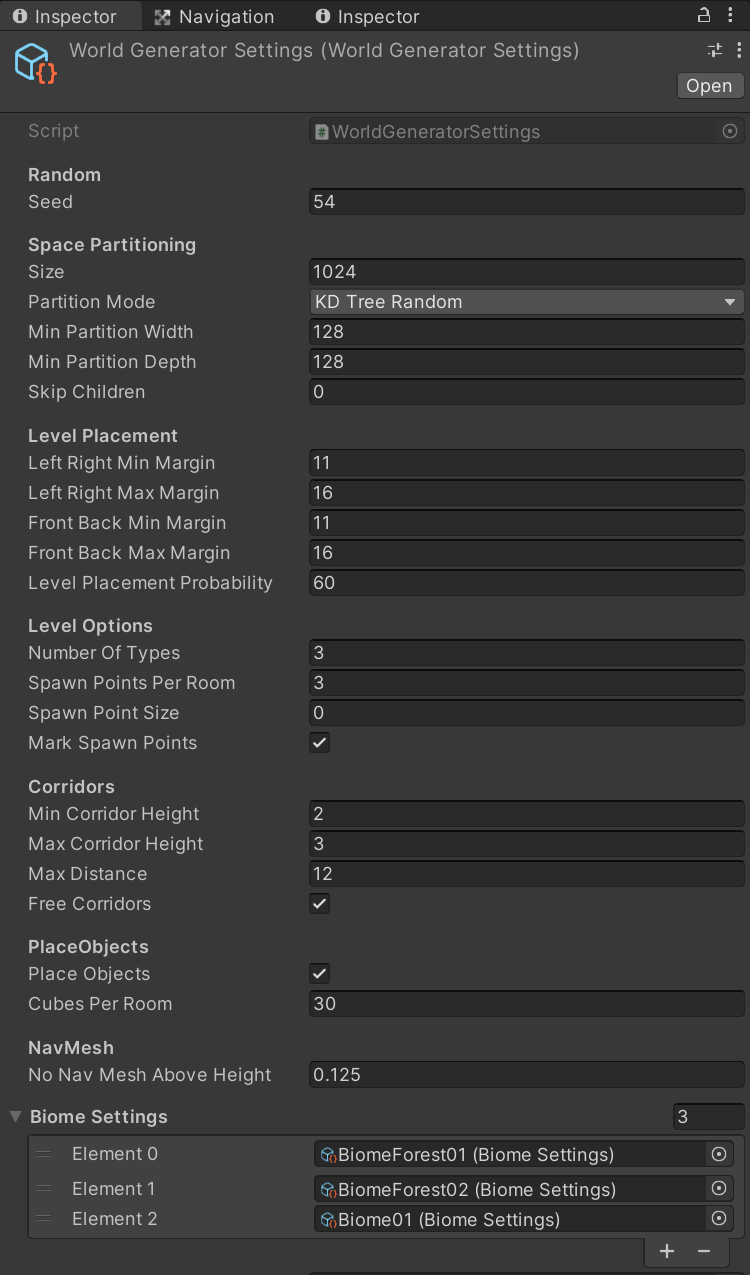 Inspector Navigation Inspector
World Generator Settings (World Generator Settings)
Open
Script WorldGeneratorSettings
Random
Seed 54
Space Partitioning
Size 1024
Partition Mode KD Tree Random
Min Partition Width 128
Min Partition Depth 128
Skip Children 0
Level Placement
Left Right Min Margin 11
Left Right Max Margin 16
Front Back Min Margin 11
Front Back Max Margin 16
Level Placement Probability 60
Level Options
Number Of Types 3
Spawn Points Per Room 3
Spawn Point Size 0
Mark Spawn Points
Corridors
Min Corridor Height 2
Max Corridor Height 3
Max Distance 12
Free Corridors
PlaceObjects
Place Objects
Cubes Per Room 30
NavMesh
No Nav Mesh Above Height 0.125
Biome Settings 3
Element 0 BiomeForest01 (Biome Settings)
Element 1 BiomeForest02 (Biome Settings)
Element 2 Biome01 (Biome Settings)